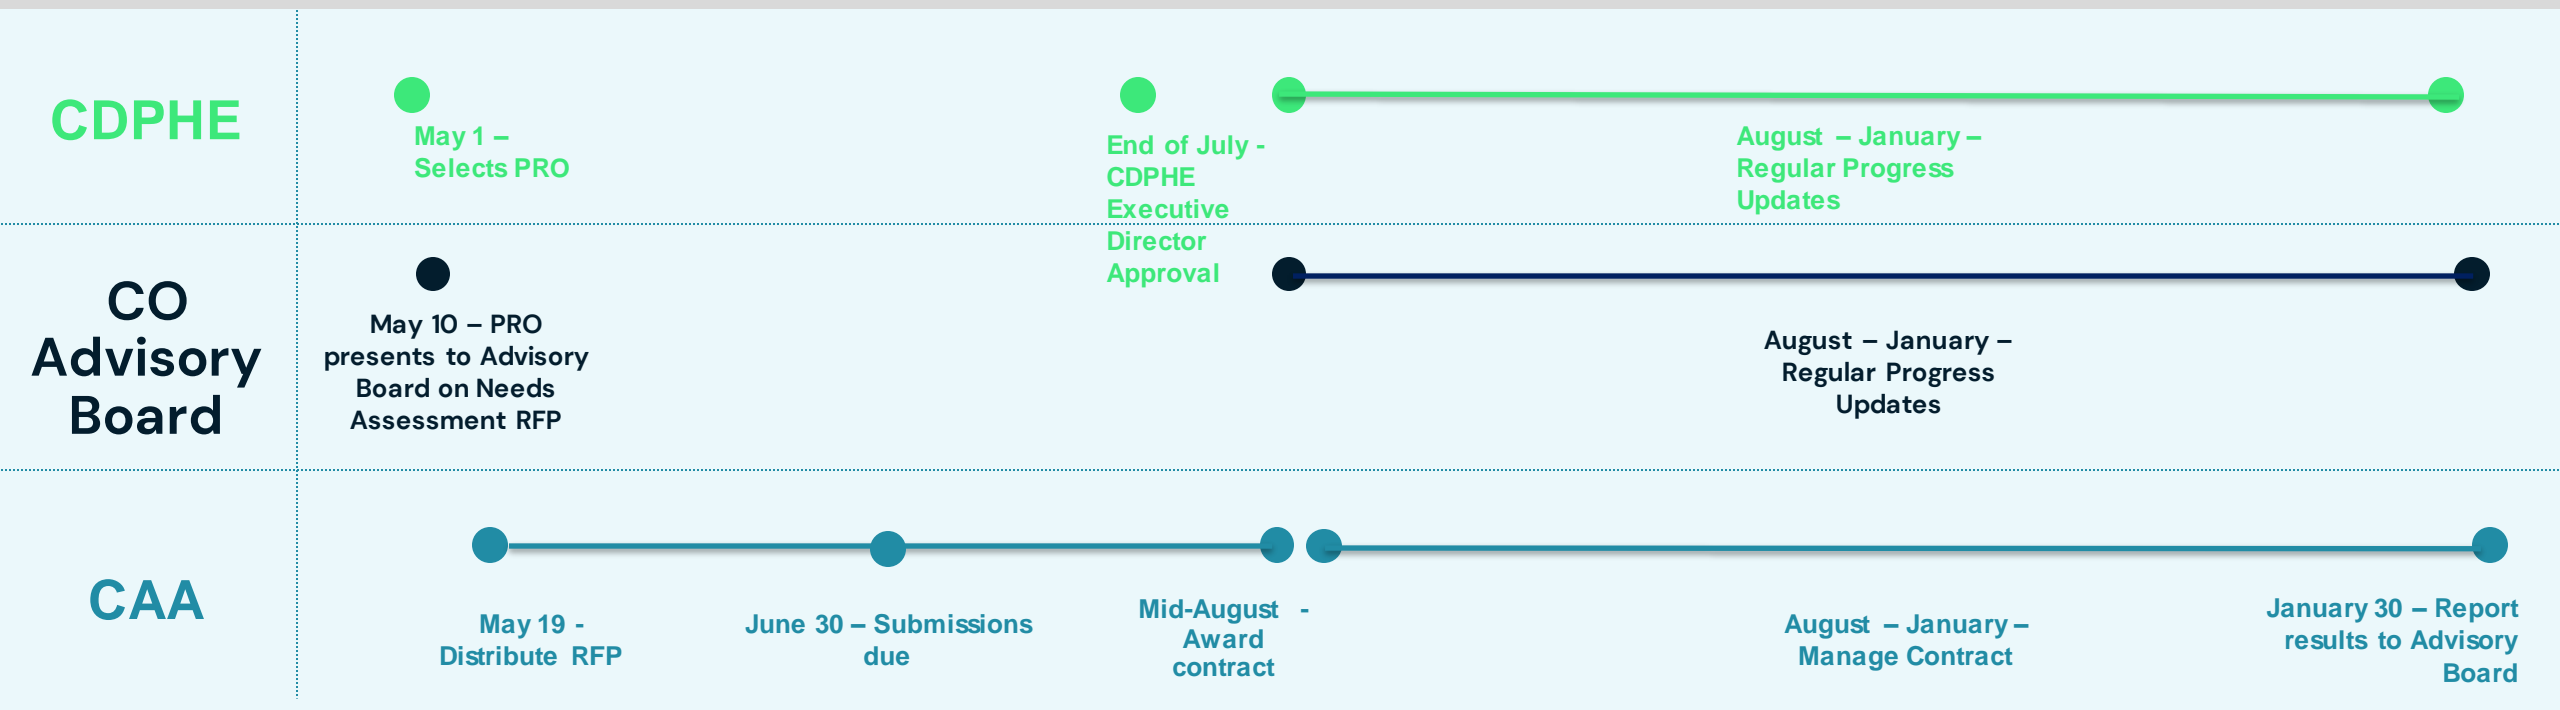 CDPHE
May 1 –
Selects PRO
End of July -
CDPHE
Executive
Director
Approval
August – January –
Regular Progress
Updates
CO
Advisory
Board
May 10 – PRO
presents to Advisory
Board on Needs
Assessment RFP
August – January –
Regular Progress
Updates
CAA
May 19 -
Distribute RFP
June 30 – Submissions
due
Mid-August -
Award
contract
August – January –
Manage Contract
January 30 – Report
results to Advisory
Board